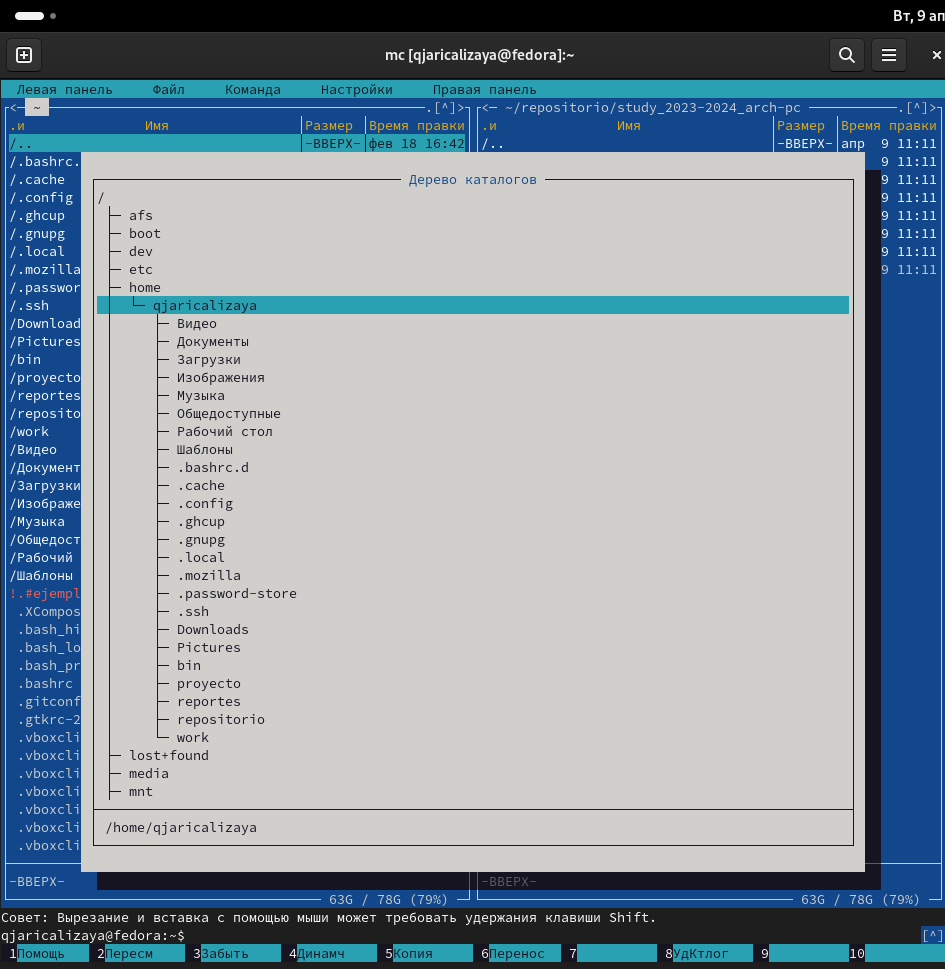 Вт, 9 ап
mc [qjaricalizaya@fedora]:~
Левая панель Файл Команда Настройки Правая панель
<─ ~ .[^]> <─ ~/repositorio/study_2023-2024_arch-pc .[^]>
.и Имя Размер Время правки .и Имя Размер Время правки
/.. -ВВЕРХ- фев 18 16:42 /.. -ВВЕРХ- апр 9 11:11
/.bashrc. 9 11:11
/.cache Дерево каталогов 9 11:11
/.config / 9 11:11
/.ghcup afs 9 11:11
/.gnupg boot 9 11:11
/.local dev 9 11:11
/.mozilla etc 9 11:11
/.passwor home
/.ssh qjaricalizaya
/Download Видео
/Pictures Документы
/bin Загрузки
/proyecto Изображения
/reportes Музыка
/reposito Общедоступные
/work Рабочий стол
/Видео Шаблоны
/Документ .bashrc.d
/Загрузки .cache
/Изображе .config
/Музыка .ghcup
/Общедост .gnupg
/Рабочий .local
/Шаблоны .mozilla
!.#ejempl .password-store
.XCompos .ssh
.bash_hi Downloads
.bash_lo Pictures
.bash_pr bin
.bashrc proyecto
.gitconf reportes
.gtkrc-2 repositorio
.vboxcli work
.vboxcli lost+found
.vboxcli media
.vboxcli mnt
.vboxcli
.vboxcli /home/qjaricalizaya
.vboxcli
-ВВЕРХ- -ВВЕРХ-
63G / 78G (79%) 63G / 78G (79%)
Совет: Вырезание и вставка с помощью мыши может требовать удержания клавиши Shift.
qjaricalizaya@fedora:~$ [^]
1Помощь 2Пересм 3Забыть 4Динамч 5Копия 6Перенос 7 8УдКтлог 9 10